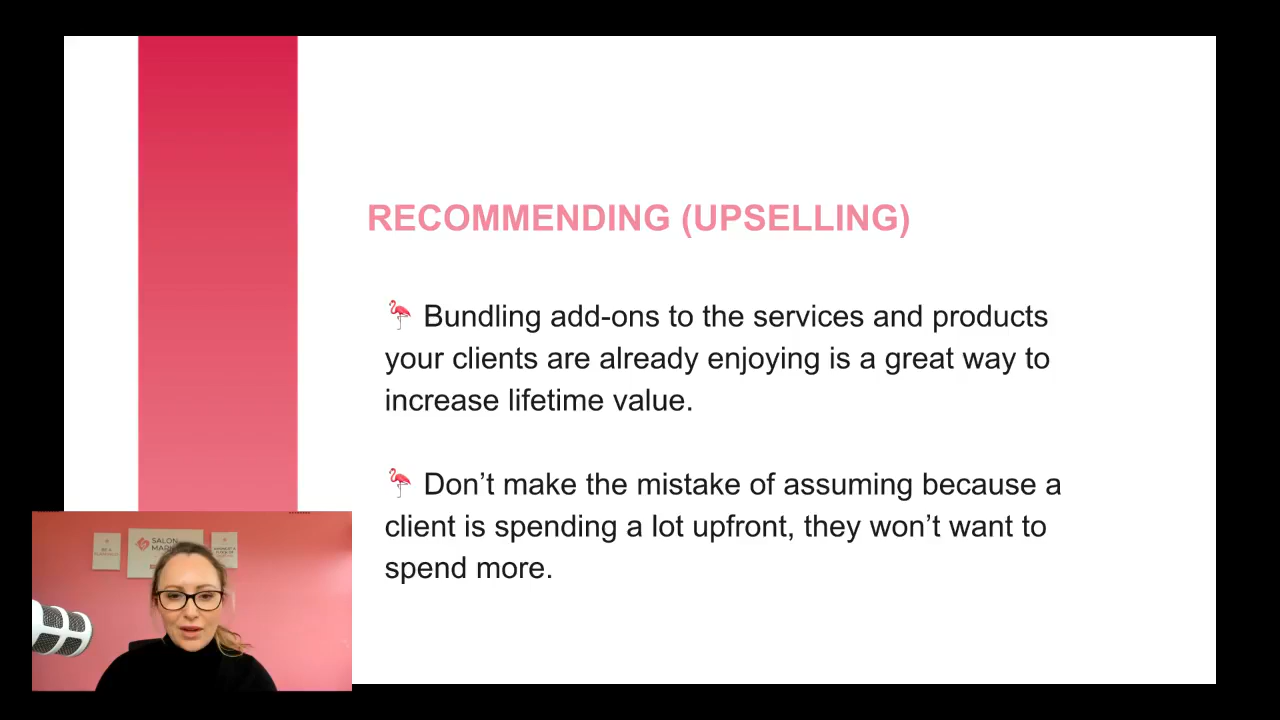 RECOMMENDING (UPSELLING)
🦩 Bundling add-ons to the services and products
your clients are already enjoying is a great way to
increase lifetime value.
🦩 Don’t make the mistake of assuming because a
client is spending a lot upfront, they won’t want to
spend more.
SALON